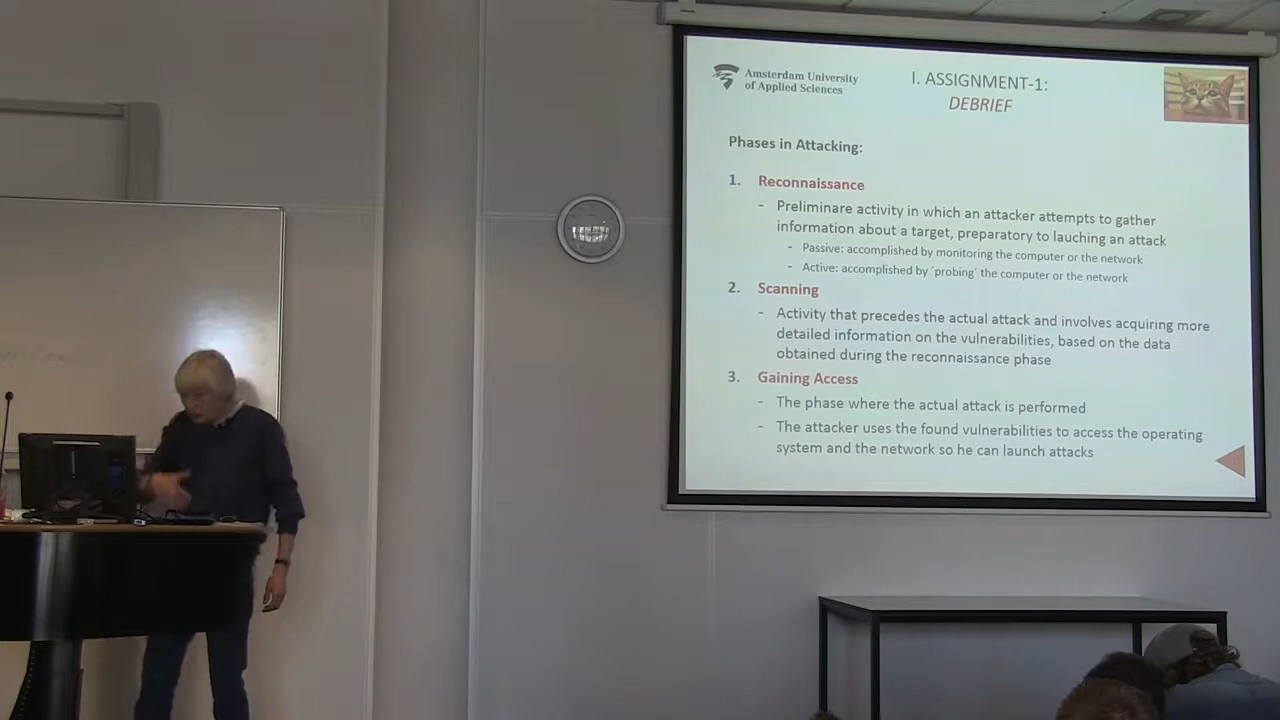 Amsterdam University
of Applied Sciences
I. ASSIGNMENT-1:
DEBRIEF
Phases in Attacking:
1. Reconnaissance
- Preliminare activity in which an attacker attempts to gather
information about a target, preparatory to lauching an attack
- Passive: accomplished by monitoring the computer or the network
- Active: accomplished by ´probing´ the computer or the network
2. Scanning
- Activity that precedes the actual attack and involves acquiring more
detailed information on the vulnerabilities, based on the data
obtained during the reconnaissance phase
3. Gaining Access
- The phase where the actual attack is performed
- The attacker uses the found vulnerabilities to access the operating
system and the network so he can launch attacks